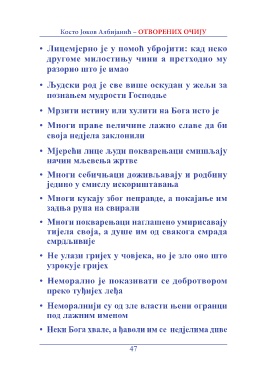 Косто Јоков Албијанић – ОТВОРЕНИХ ОЧИЈУ
• Лицемјерно је у помоћ убројити: кад неко
другоме милостињу чини а претходно му
разорио што је имао
• Људски род је све више оскудан у жељи за
познањем мудрости Господње
• Мрзити истину или хулити на Бога исто је
• Многи праве величине лажно славе да би
своја недјела заклонили
• Мјерећи лице људи покварењаци смишљају
начин мљевења жртве
• Многи себичњаци доживљавају и родбину
једино у смислу искориштавања
• Многи кукају због неправде, а покајање им
задња рупа на свирали
• Многи покварењаци наглашено умирисавају
тијела своја, а душе им од свакога смрада
смрдљивије
• Не улази гријех у човјека, но је зло оно што
узрокује гријех
• Неморално је показивати се добротвором
преко туђијех леђа
• Неморалнији су од зле власти њени огранци
под лажним именом
• Неки Бога хвале, а ђаволи им се недјелима диве
47